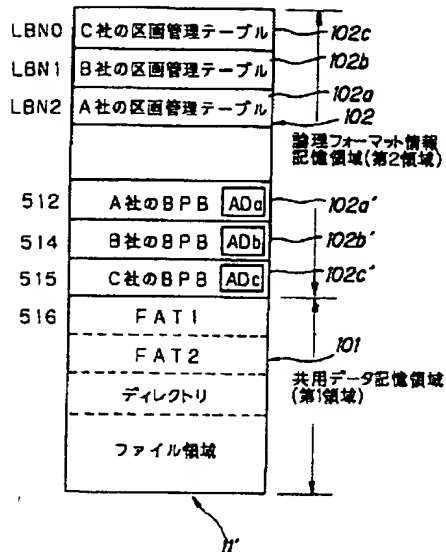 LBN0 C社の区画管理テーブル 102c
LBN1 B社の区画管理テーブル 102b
LBN2 A社の区画管理テーブル 102a
102
論理フォーマット情報
記憶領域(第2領域)
512 A社のBPB ADa 102a'
514 B社のBPB ADb 102b'
515 C社のBPB ADc 102c'
516 FAT1
FAT2 101
ディレクトリ 共用データ記憶領域
(第1領域)
ファイル領域
11'